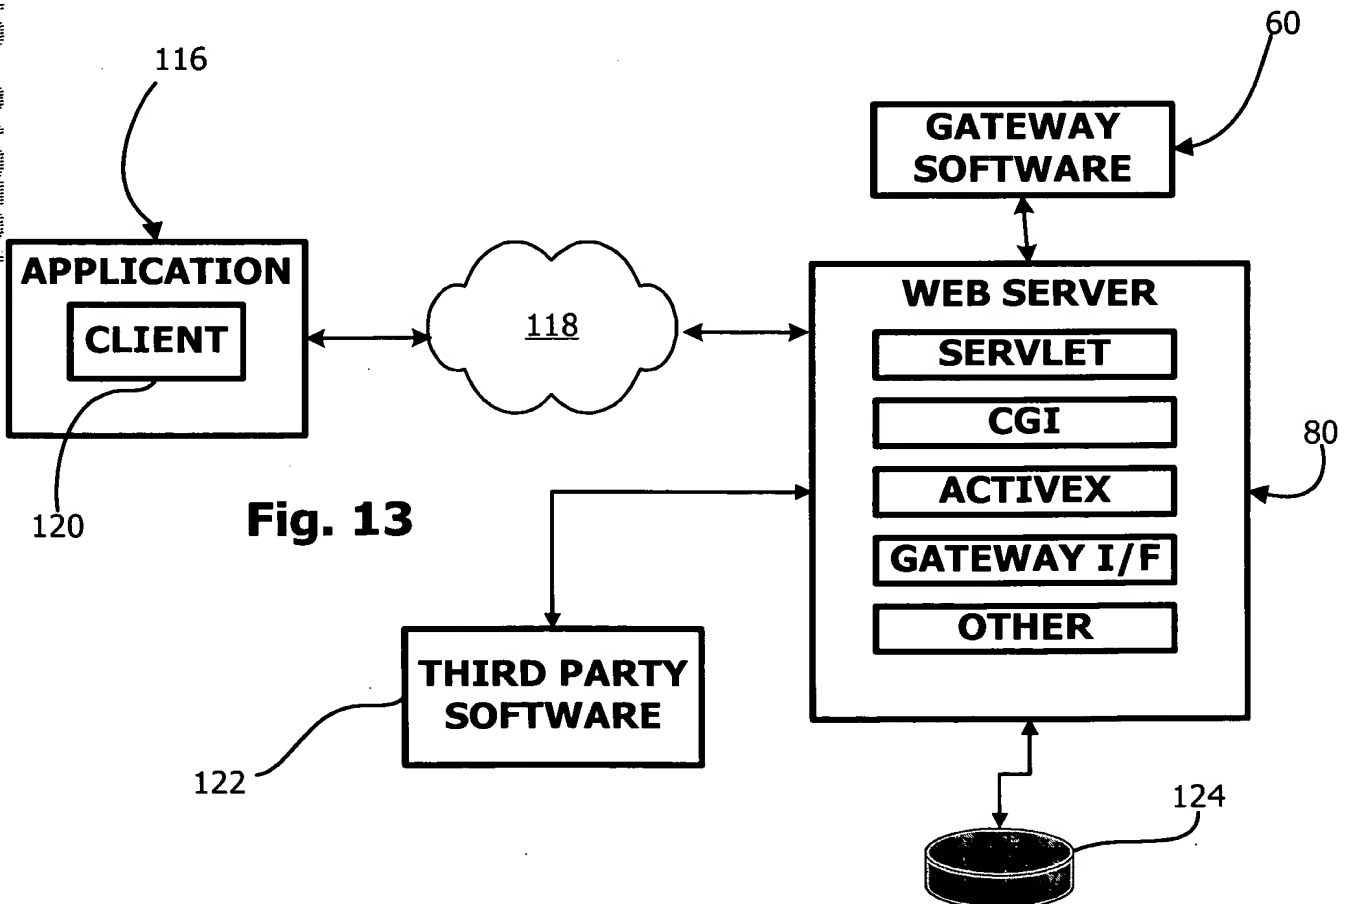 60
116
GATEWAY
SOFTWARE
APPLICATION
CLIENT
118
WEB SERVER
SERVLET
CGI
ACTIVEX
GATEWAY I/F
OTHER
80
120
Fig. 13
THIRD PARTY
SOFTWARE
122
124